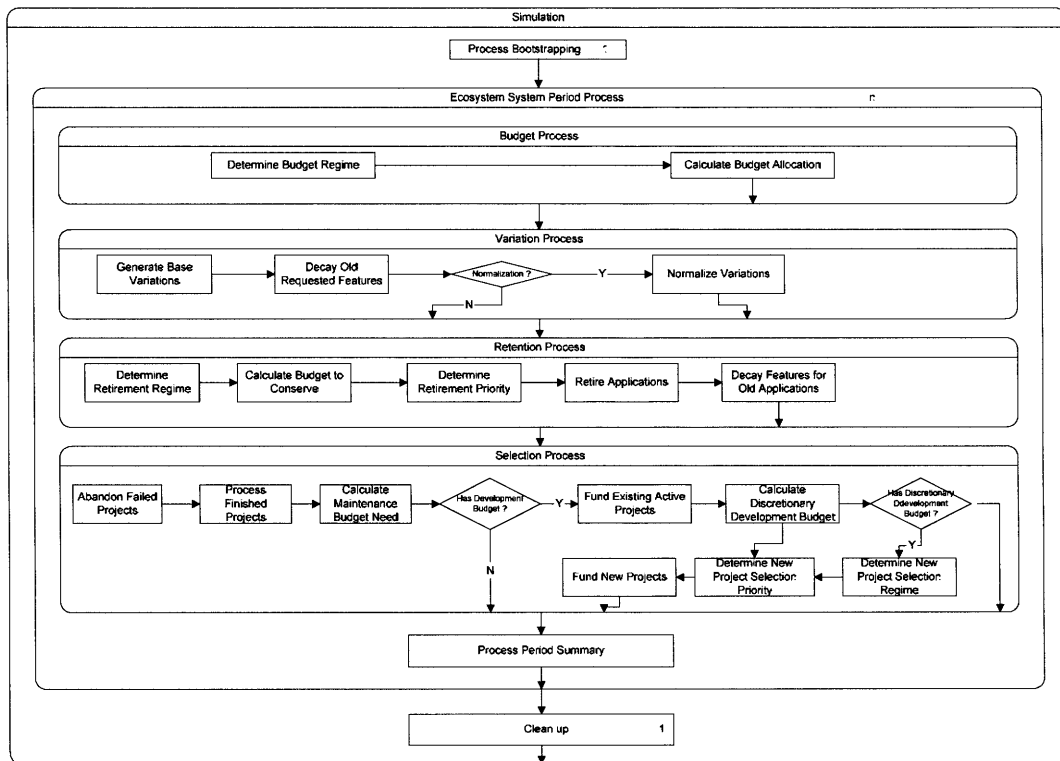 Simulation
Process Bootstrapping
Ecosystem System Period Process
n
Budget Process
Determine Budget Regime
Calculate Budget Allocation
Variation Process
Generate Base
Variations
Decay Old
Requested Features
Normalization ?
Y
Normalize Variations
N
Retention Process
Determine
Retirement Regime
Calculate Budget to
Conserve
Determine
Retirement Priority
Retire Applications
Decay Features for
Old Applications
Selection Process
Abandon Failed
Projects
Process
Finished
Projects
Calculate
Maintenance
Budget Need
Has Development
Budget ?
Y
Fund Existing Active
Projects
Calculate
Discretionary
Development Budget
Has Discretionary
Ddevelopment
Budget ?
N
Y
Fund New Projects
Determine New
Project Selection
Priority
Determine New
Project Selection
Regime
Process Period Summary
Clean up
1